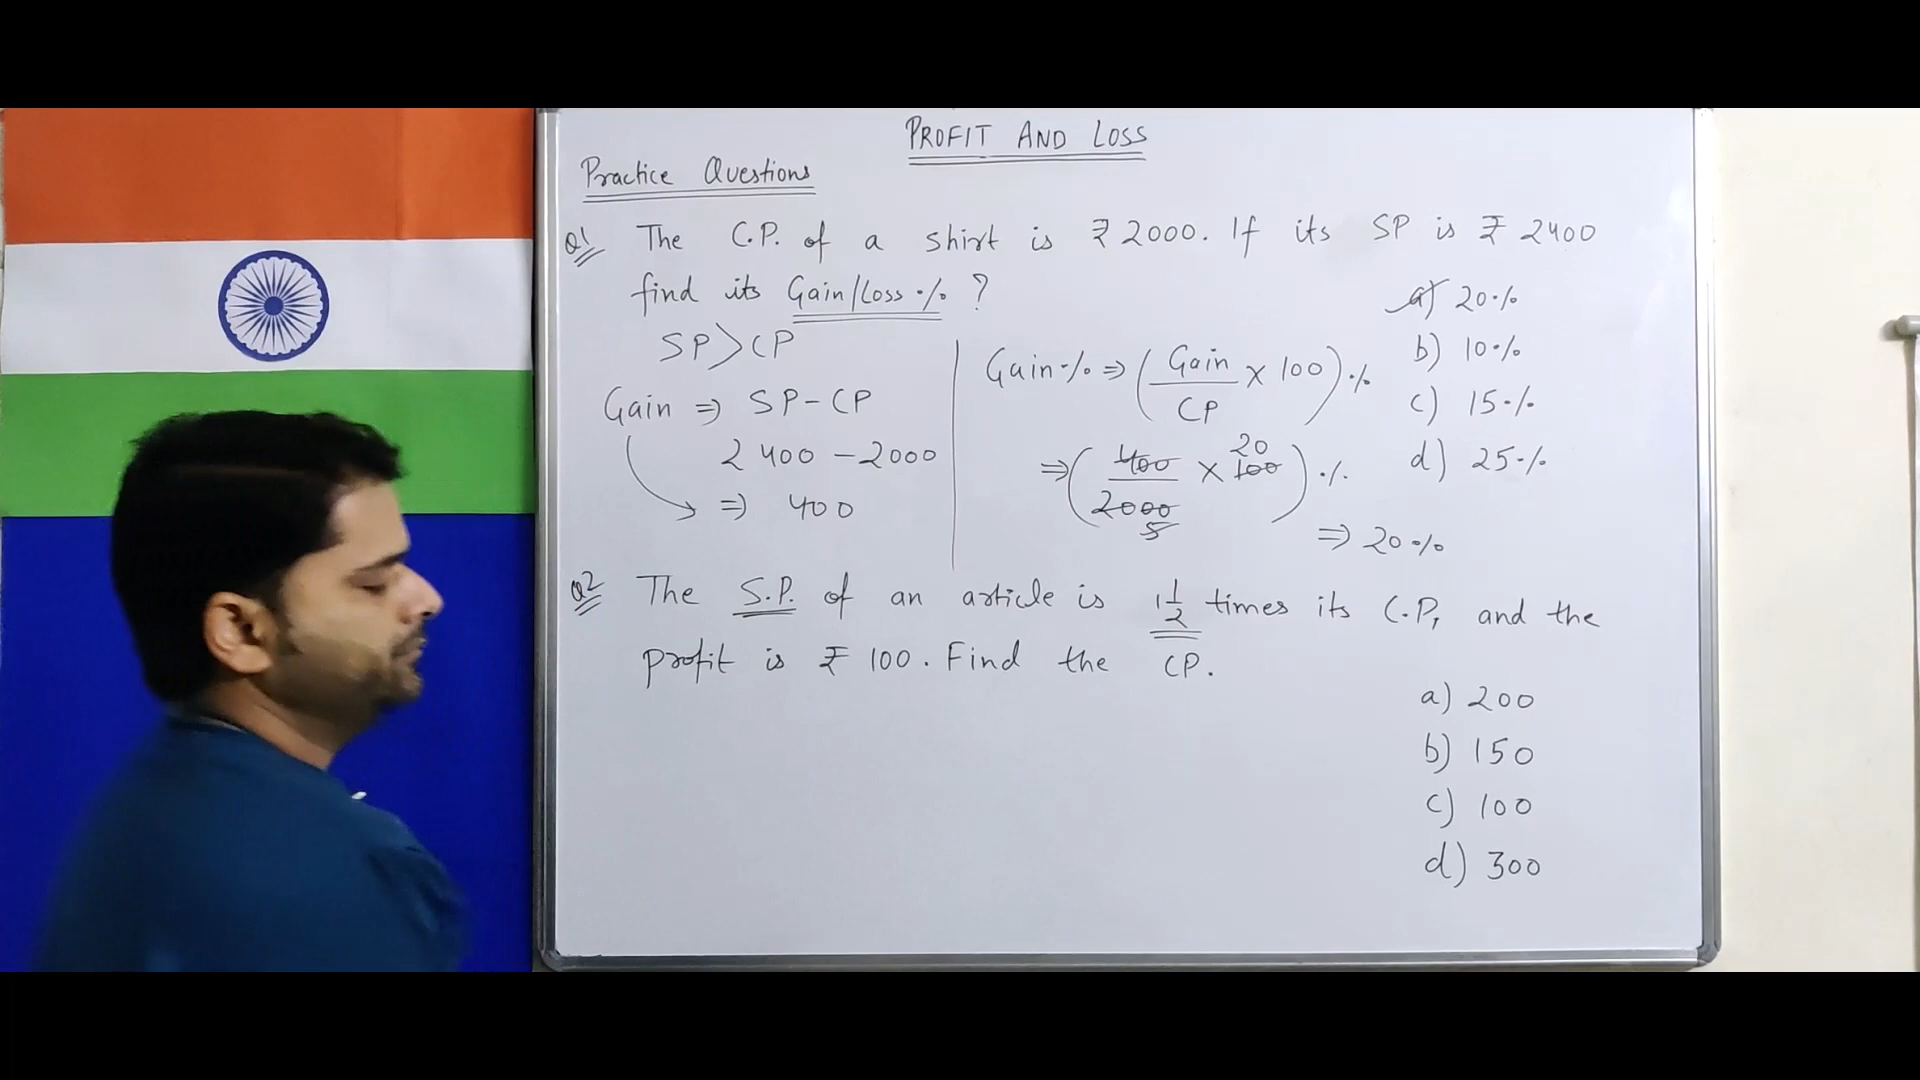 PROFIT AND LOSS
Practice Questions
Q1 The C.P. of a shirt is ₹ 2000. If its SP is ₹ 2400
find its Gain/Loss % ?
a) 20%
b) 10%
c) 15%
d) 25%
SP>CP
Gain ⇒ SP-CP
2400 - 2000
⇒ 400
Gain % ⇒ (Gain/CP × 100) %
20
⇒ (400/2000 × 100) %
5
⇒ 20%
Q2 The S.P. of an article is 1 1/2 times its C.P, and the
profit is ₹ 100. Find the CP.
a) 200
b) 150
c) 100
d) 300